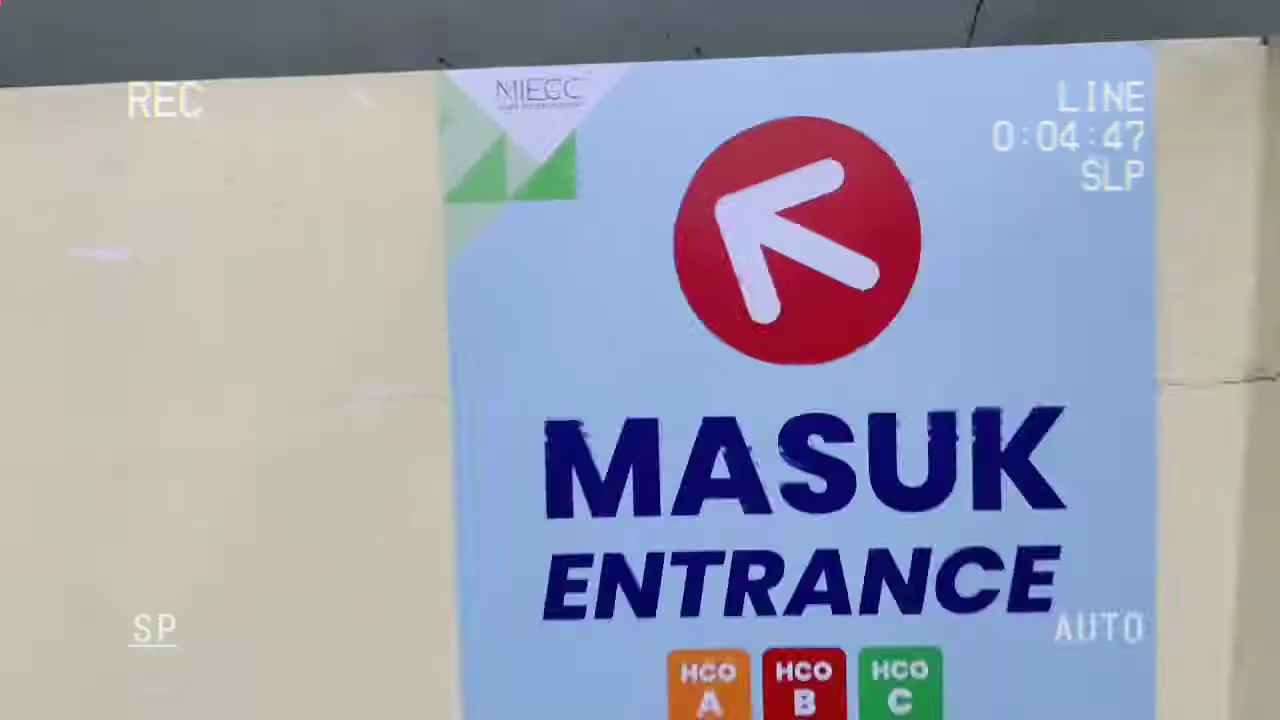 MIECC
REC
LINE
0:04:47
SLP
MASUK
ENTRANCE
SP
AUTO
HCO
A
HCO
B
HCO
C